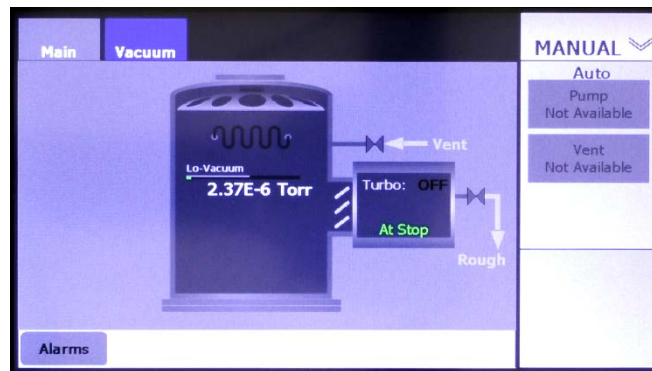 Main
Vacuum
MANUAL
Auto
Pump
Not Available
Vent
Not Available
Vent
Lo-Vacuum
2.37E-6 Torr
Turbo: OFF
At Stop
Rough
Alarms